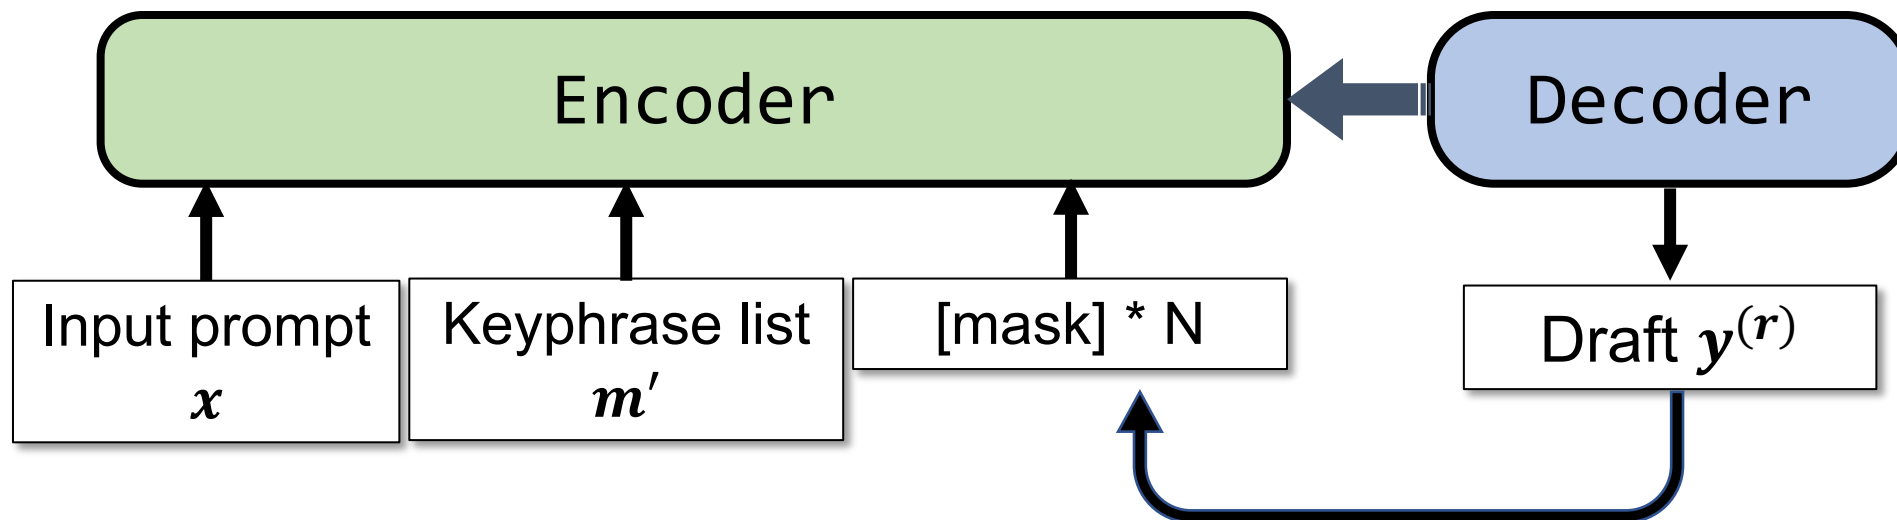 Encoder
Decoder
Input prompt
x
Keyphrase list
m′
[mask] * N
Draft y^(r)